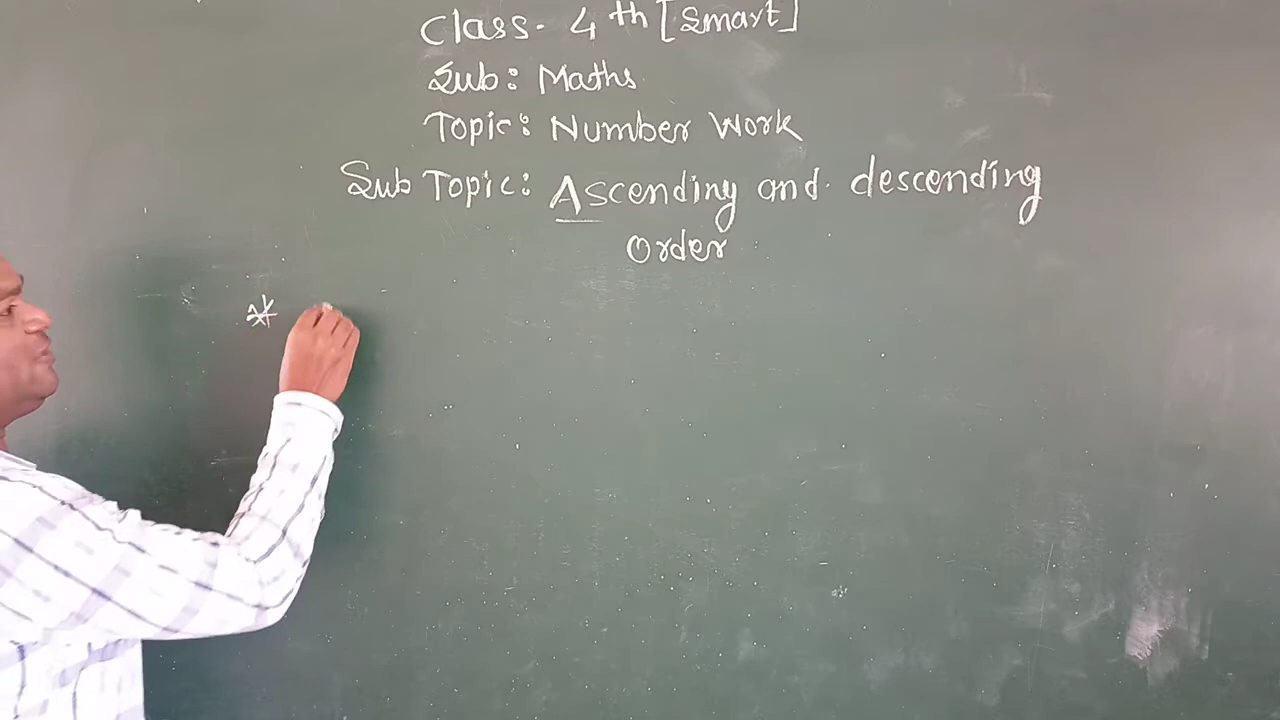 Class. 4th [Smart]
Sub: Maths
Topic: Number Work
Sub Topic: Ascending and descending
Order
*